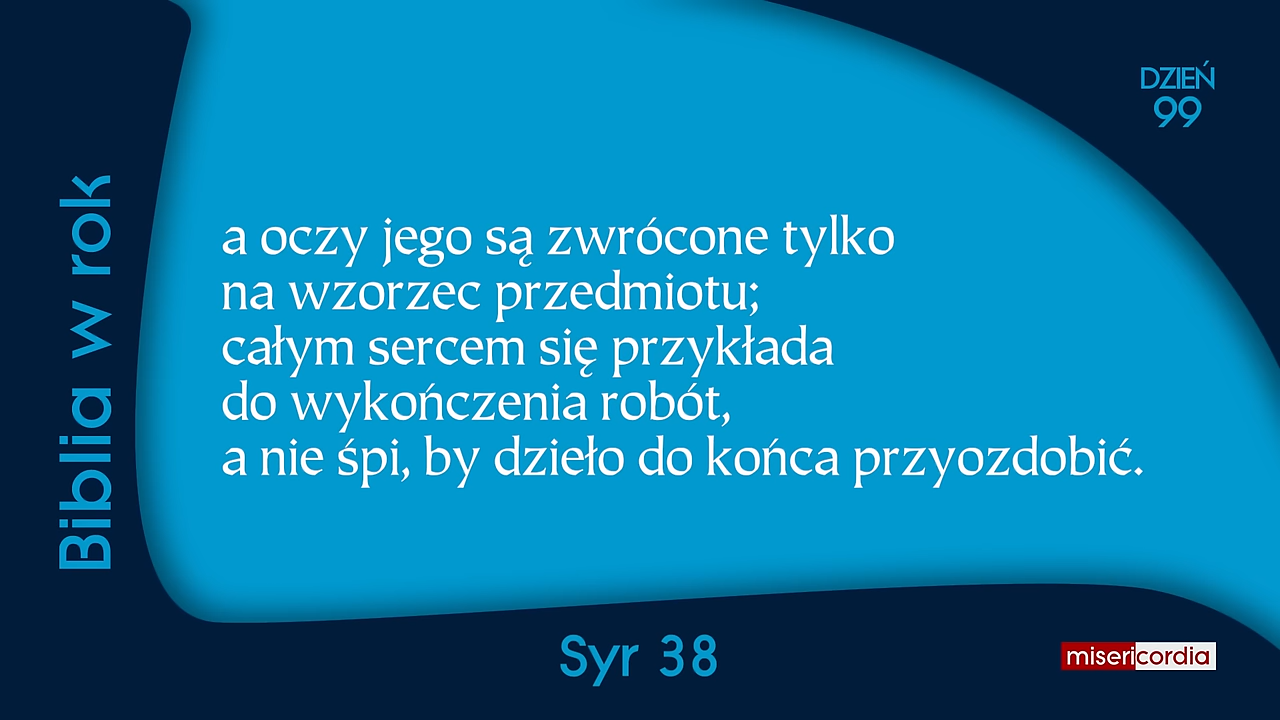 DZIEŃ
99
Biblia w rok
a oczy jego są zwrócone tylko
na wzorzec przedmiotu;
całym sercem się przykłada
do wykończenia robót,
a nie śpi, by dzieło do końca przyozdobić.
Syr 38
misericordia